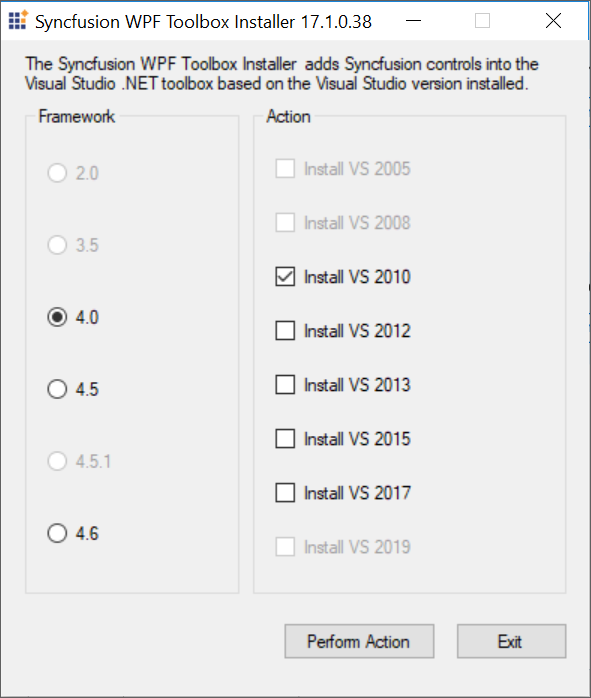 Syncfusion WPF Toolbox Installer 17.1.0.38
The Syncfusion WPF Toolbox Installer adds Syncfusion controls into the
Visual Studio .NET toolbox based on the Visual Studio version installed.
Framework
2.0
3.5
4.0
4.5
4.5.1
4.6
Action
Install VS 2005
Install VS 2008
Install VS 2010
Install VS 2012
Install VS 2013
Install VS 2015
Install VS 2017
Install VS 2019
Perform Action
Exit